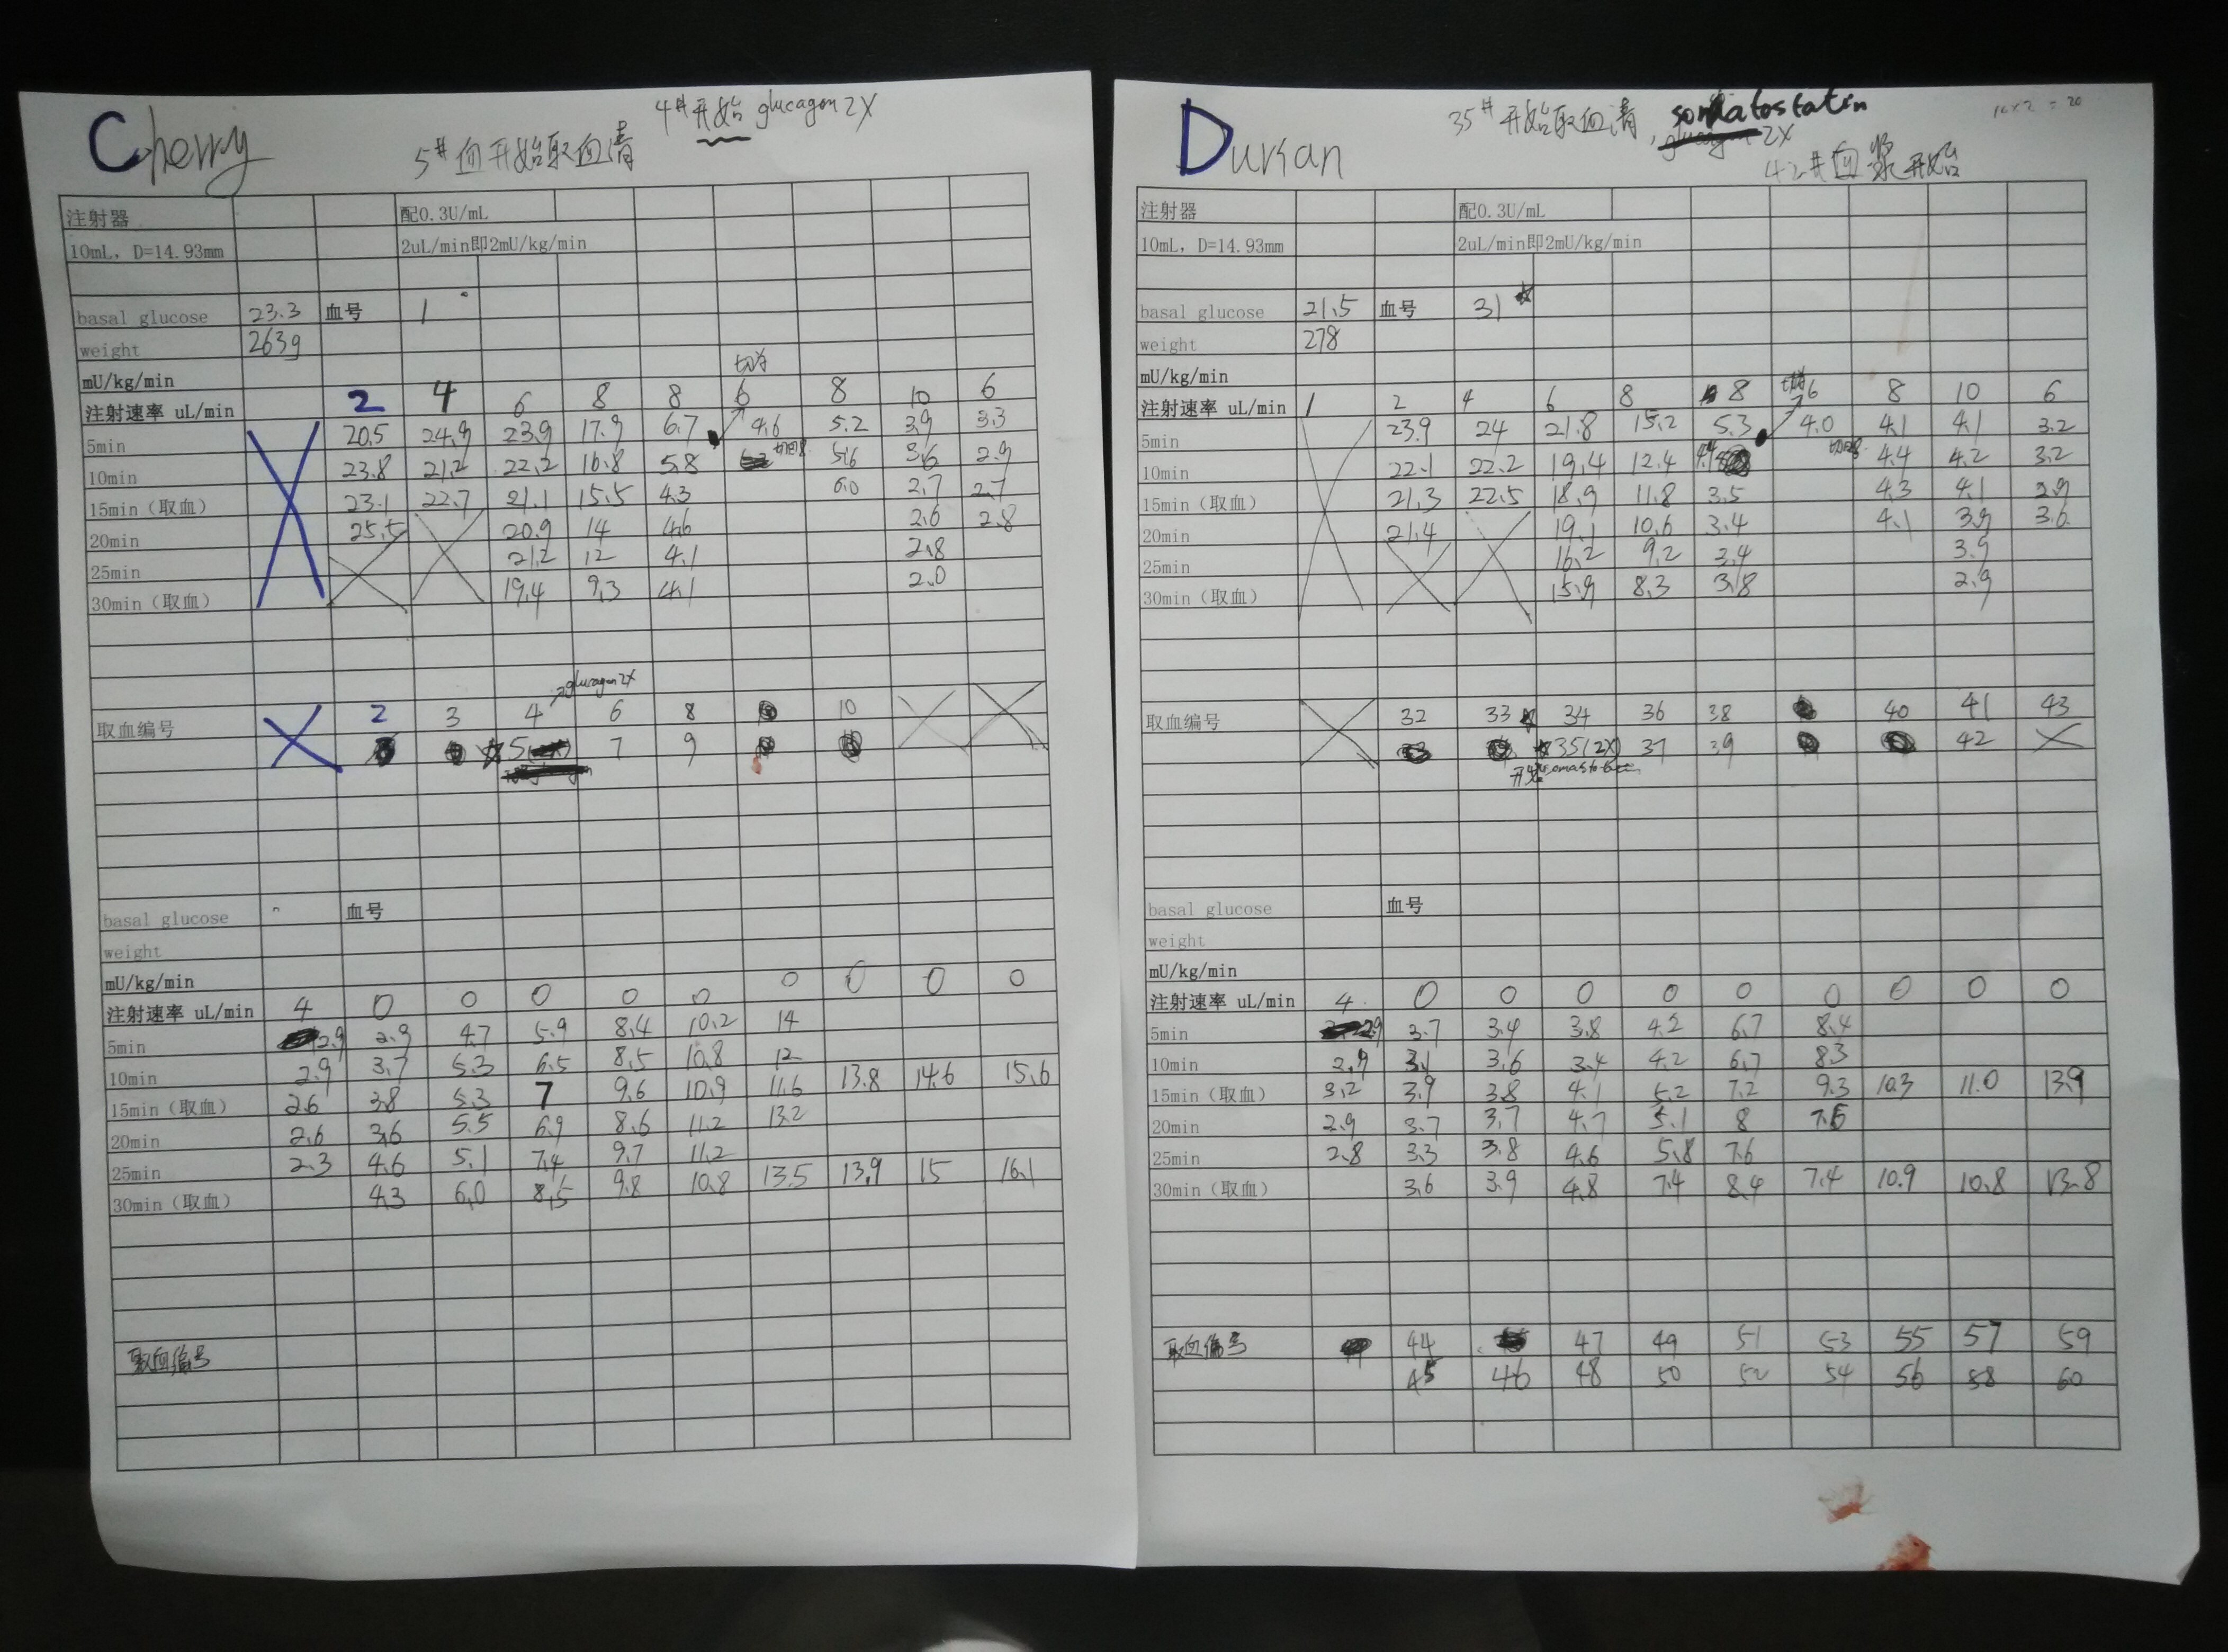 Cherry
4#开始 glucagon 2X
5#血开始取血清
注射器 配0.3U/mL
10mL, D=14.93mm 2uL/min即2mU/kg/min
basal glucose 23.3 血号 1
weight 263g
mU/kg/min 切为
注射速率 uL/min 2 4 6 8 8 6 8 10 6
5min 20.5 24.9 23.9 17.9 6.7 4.6 5.2 3.9 3.3
10min 23.8 21.2 22.2 16.8 5.8 切回8 5.6 3.6 2.9
15min（取血） 23.1 22.7 21.1 15.5 4.3 6.0 2.7 2.7
20min 25.5 20.9 14 4.6 2.6 2.8
25min 21.2 12 4.1 2.8
30min（取血） 19.4 9.3 4.1 2.0
glucagon 2X
取血编号 2 3 4 6 8 10
5 7 9
basal glucose 血号
weight
mU/kg/min
注射速率 uL/min 4 0 0 0 0 0 0 0 0 0
5min 2.9 2.9 4.7 5.9 8.4 10.2 14
10min 2.9 3.7 5.3 6.5 8.5 10.8 12
15min（取血） 2.6 3.8 5.3 7 9.6 10.9 11.6 13.8 14.6 15.6
20min 2.6 3.6 5.5 6.9 8.6 11.2 13.2
25min 2.3 4.6 5.1 7.4 9.7 11.2
30min（取血） 4.3 6.0 8.5 9.8 10.8 13.5 13.9 15 16.1
取血编号
Durian
35#开始取血清, somatostatin 2X
42#血浆开始
注射器 配0.3U/mL
10mL, D=14.93mm 2uL/min即2mU/kg/min
basal glucose 21.5 血号 31
weight 278
mU/kg/min
注射速率 uL/min 1 2 4 6 8 8 6 8 10 6
5min 23.9 24 21.8 15.2 5.3 4.0 4.1 4.1 3.2
10min 22.1 22.2 19.4 12.4 4.4 切回8 4.4 4.2 3.2
15min（取血） 21.3 22.5 18.9 11.8 3.5 4.3 4.1 2.9
20min 21.4 19.1 10.6 3.4 4.1 3.9 3.6
25min 16.2 9.2 3.4 3.9
30min（取血） 15.9 8.3 3.8 2.9
取血编号 32 33 34 36 38 40 41 43
35(2X) 37 39 42
basal glucose 血号
weight
mU/kg/min
注射速率 uL/min 4 0 0 0 0 0 0 0 0 0
5min 2.9 3.7 3.4 3.8 4.2 6.7 8.4
10min 2.9 3.1 3.6 3.4 4.2 6.7 8.3
15min（取血） 3.2 3.9 3.8 4.1 5.2 7.2 9.3 10.3 11.0 13.9
20min 2.9 3.7 3.7 4.7 5.1 8 7.6
25min 2.8 3.3 3.8 4.6 5.8 7.6
30min（取血） 3.6 3.9 4.8 7.4 8.4 7.4 10.9 10.8 13.8
取血编号 44 47 49 51 53 55 57 59
45 46 48 50 52 54 56 58 60